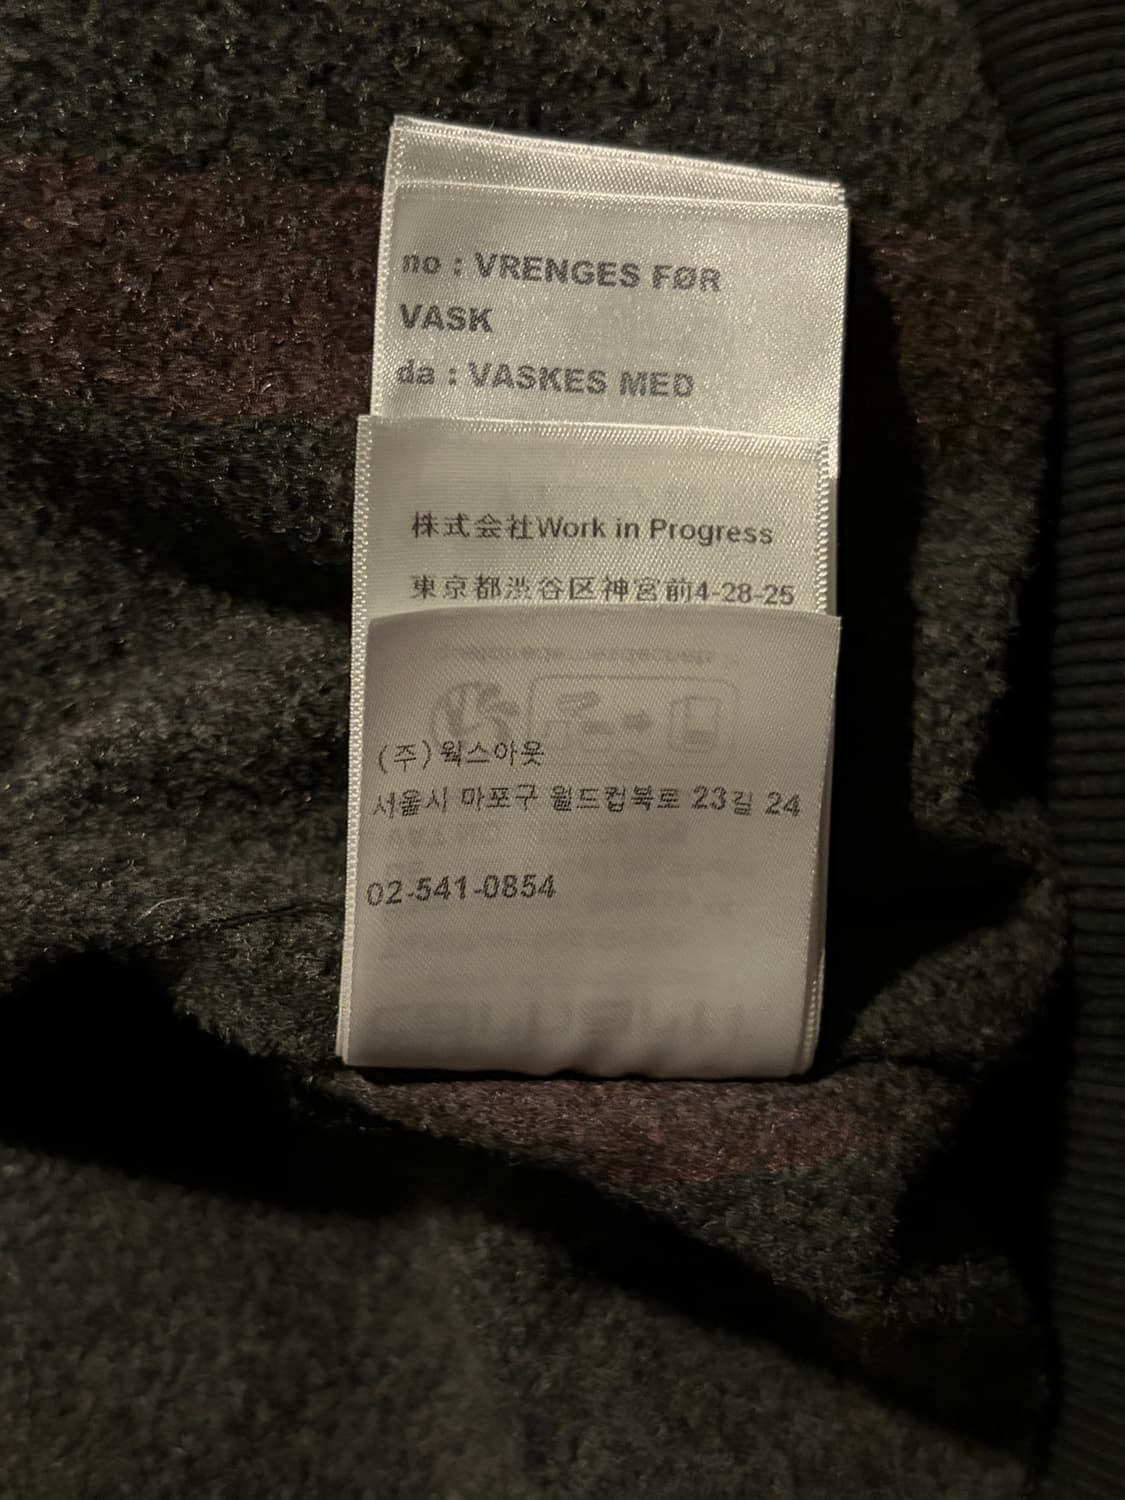 no : VRENGES FØR
VASK
da : VASKES MED
株式会社Work in Progress
東京都渋谷区神宮前4-28-25
(주)웍스아웃
서울시 마포구 월드컵북로 23길 24
02-541-0854